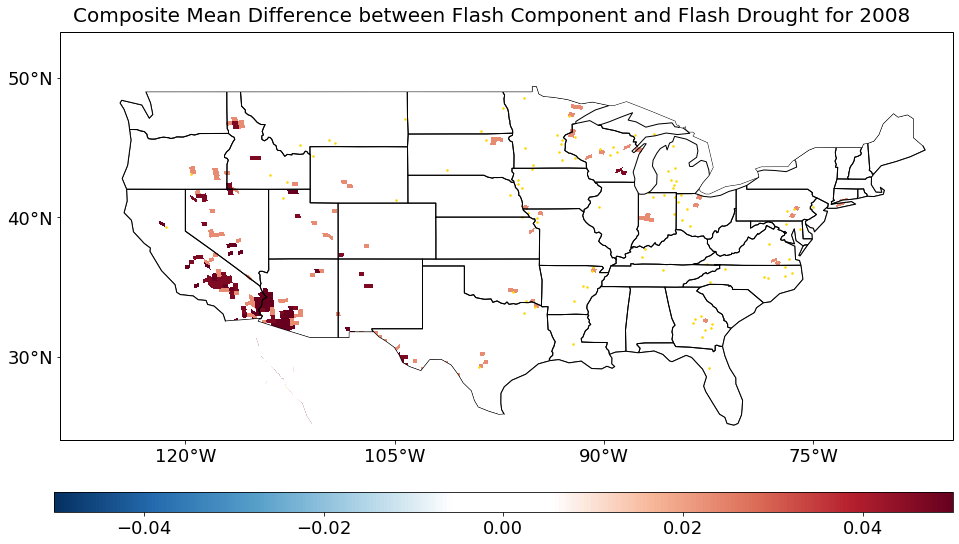 Composite Mean Difference between Flash Component and Flash Drought for 2008
50°N
40°N
30°N
120°W 105°W 90°W 75°W
−0.04 −0.02 0.00 0.02 0.04